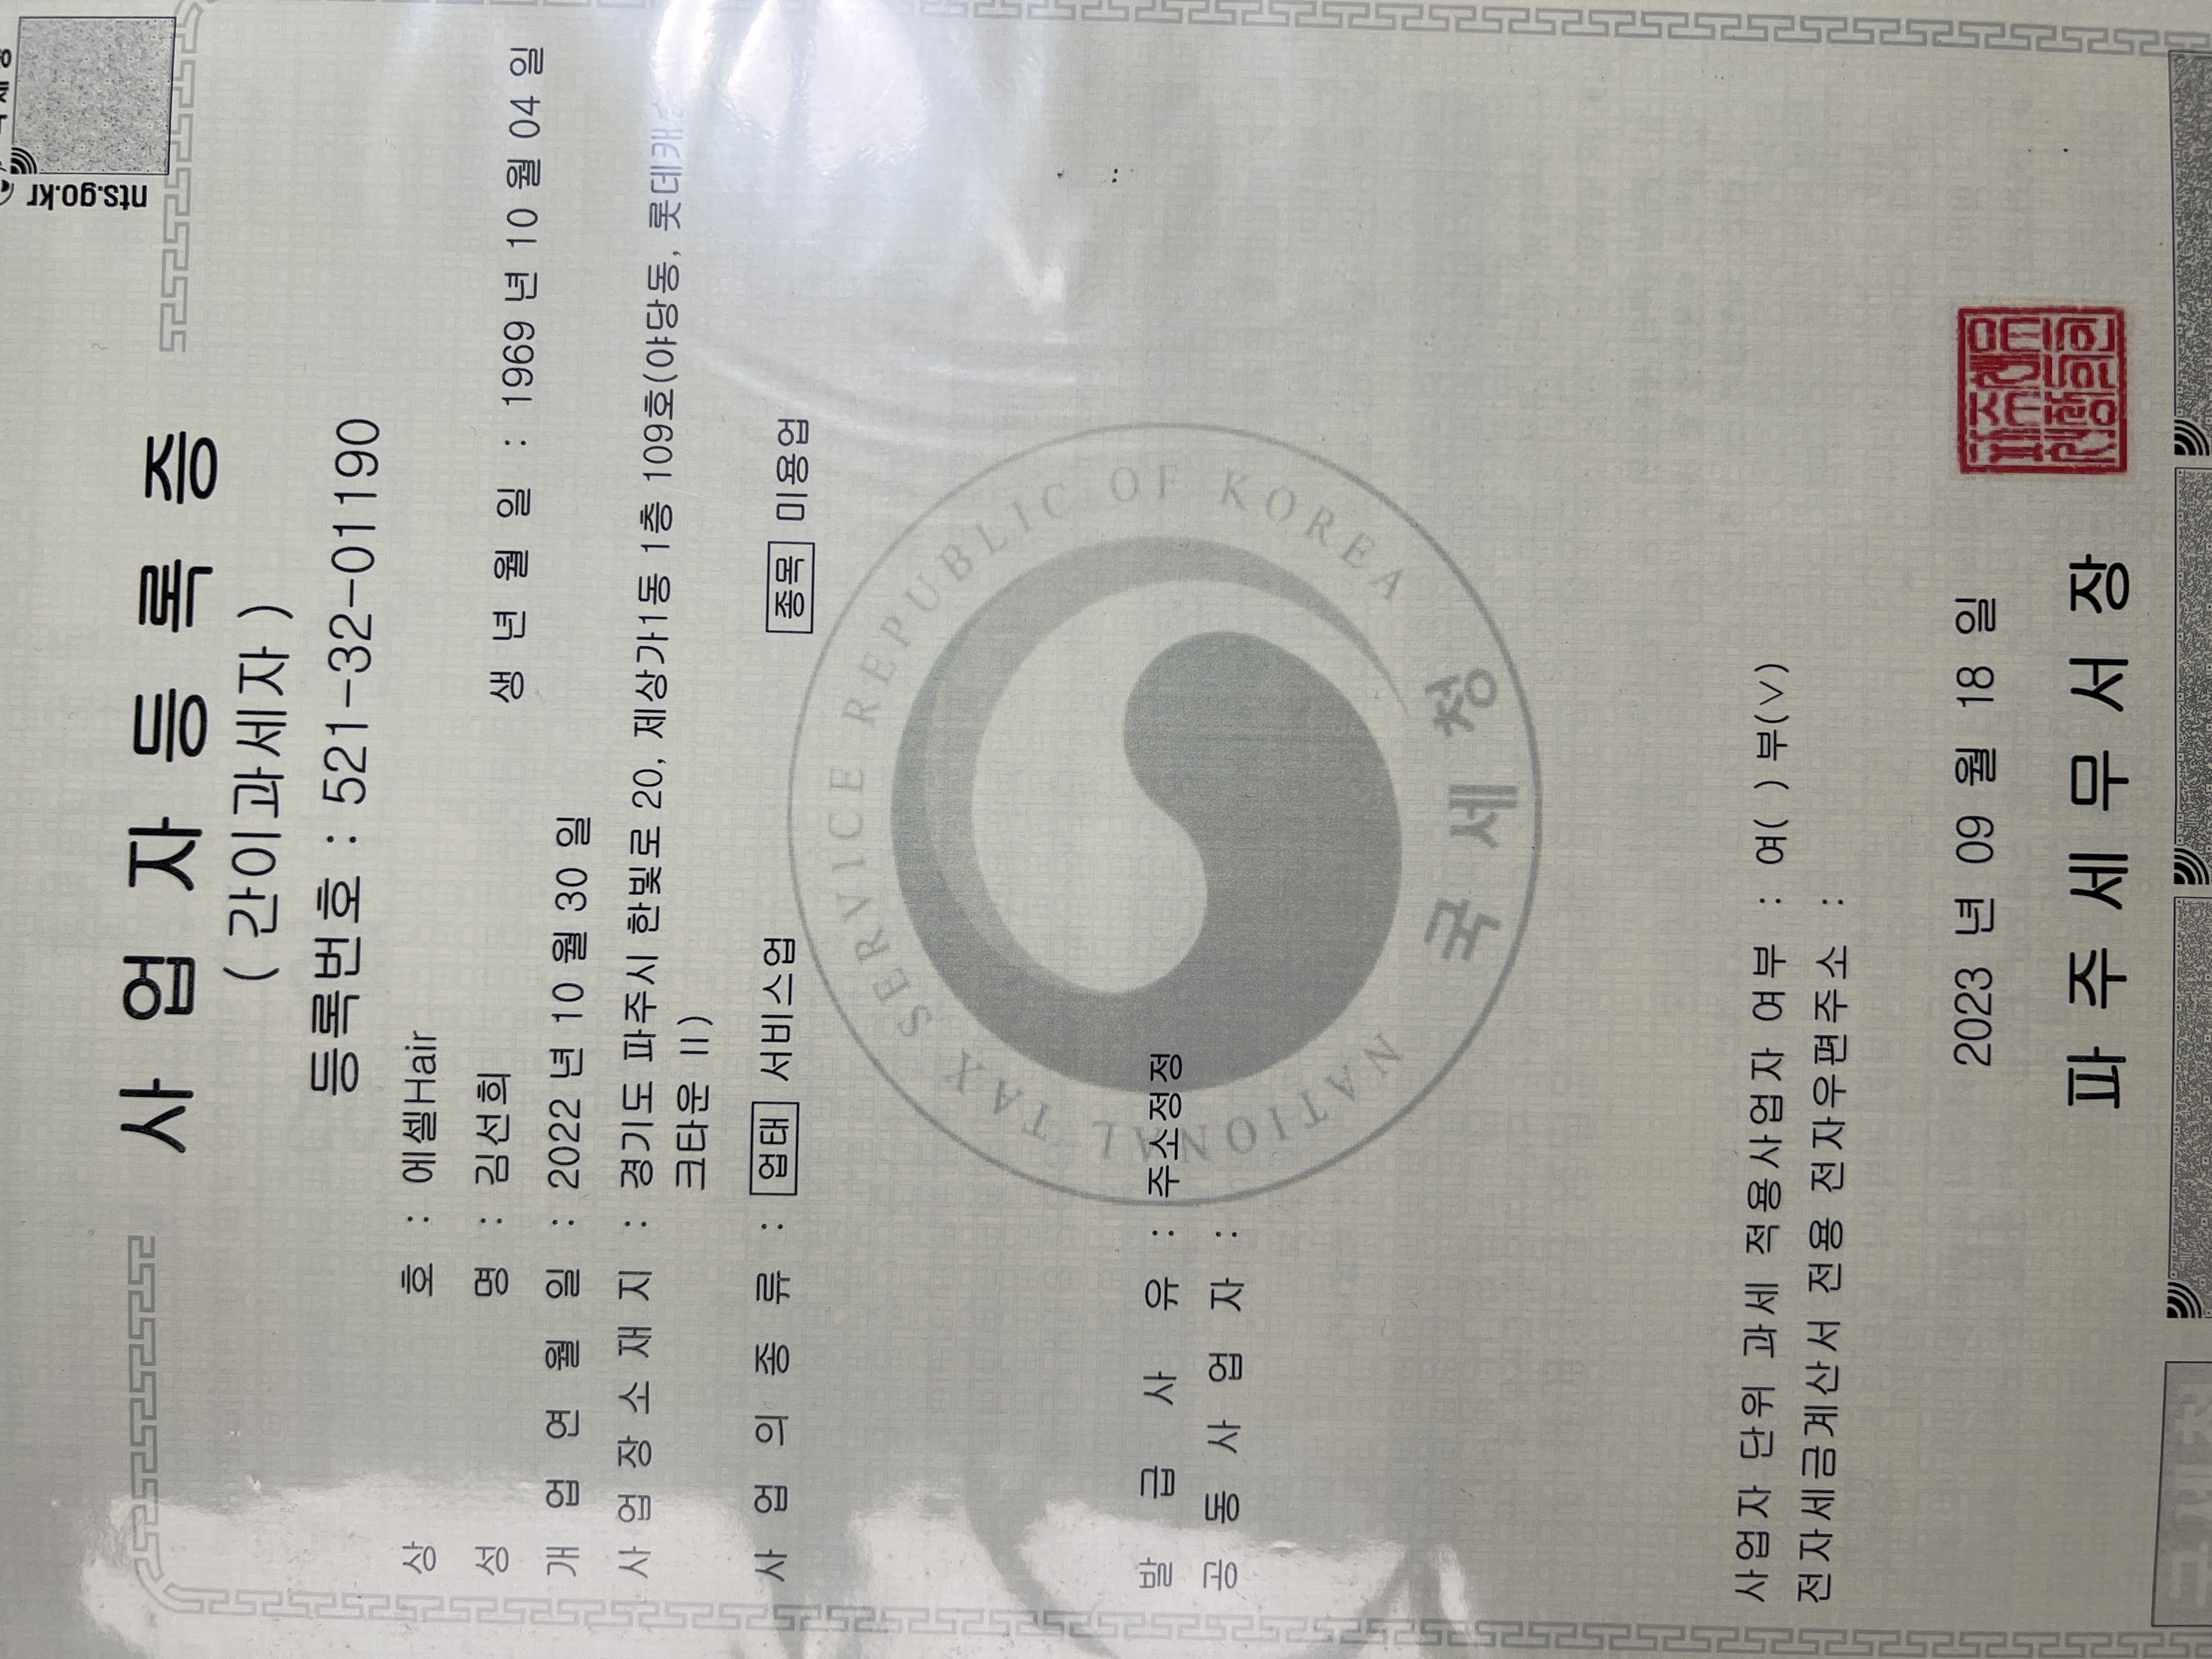 nts.go.kr
사업자등록증
( 간이과세자 )
등록번호 : 521-32-01190
상 호 : 에셀Hair
성 명 : 김선희 생 년 월 일 : 1969 년 10 월 04 일
개 업 연 월 일 : 2022 년 10 월 30 일
사 업 장 소 재 지 : 경기도 파주시 한빛로 20, 제상가1동 1층 109호(야당동, 롯데캐슬
크타운 II)
사 업 의 종 류 : 업태 서비스업 종목 미용업
NATIONAL TAX SERVICE REPUBLIC OF KOREA
국세청
발 급 사 유 : 주소정정
공 동 사 업 자 :
사업자 단위 과세 적용사업자 여부 : 여( ) 부(∨)
전자세금계산서 전용 전자우편주소 :
2023 년 09 월 18 일
파 주 세 무 서 장